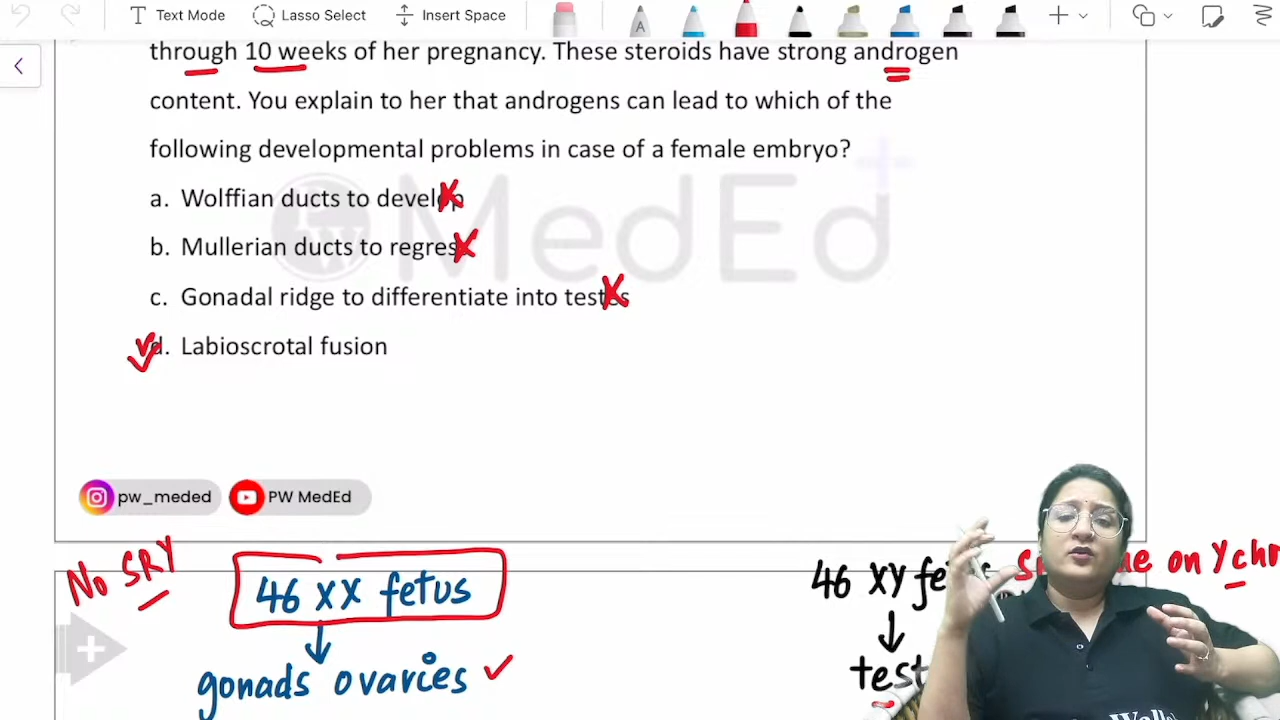 Text Mode Lasso Select Insert Space
A
through 10 weeks of her pregnancy. These steroids have strong androgen
content. You explain to her that androgens can lead to which of the
following developmental problems in case of a female embryo?
a. Wolffian ducts to develop
b. Mullerian ducts to regress
c. Gonadal ridge to differentiate into testes
d. Labioscrotal fusion
MedEd
pw_meded PW MedEd
No SRY
46 XX fetus
46 XY
on Y
gonads ovaries